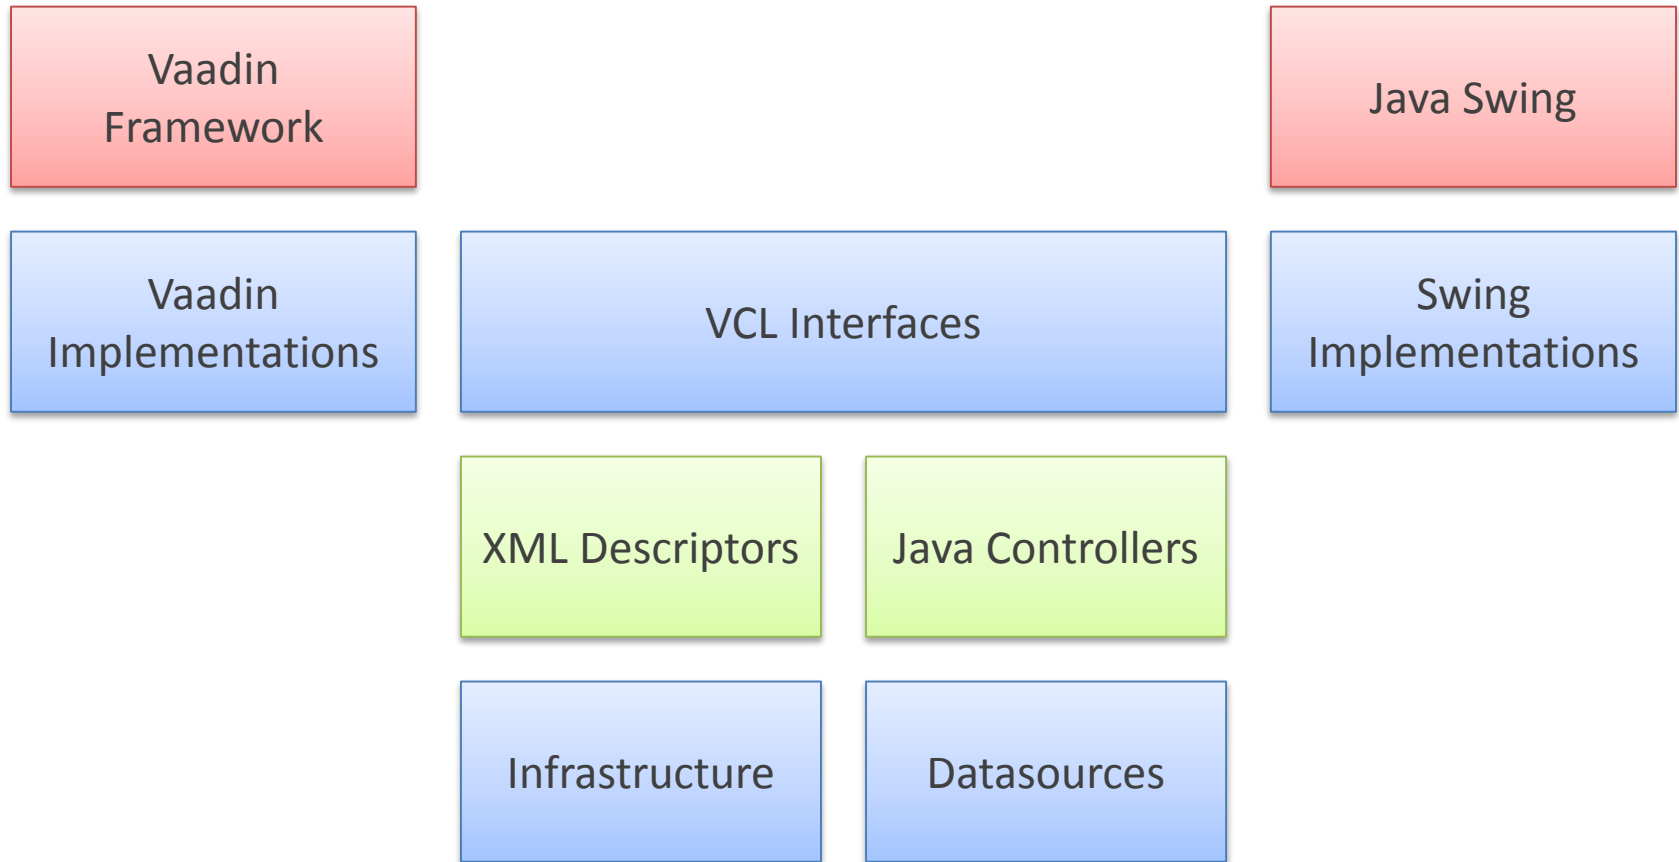 Vaadin
Framework
Java Swing
Vaadin
Implementations
VCL Interfaces
Swing
Implementations
XML Descriptors
Java Controllers
Infrastructure
Datasources